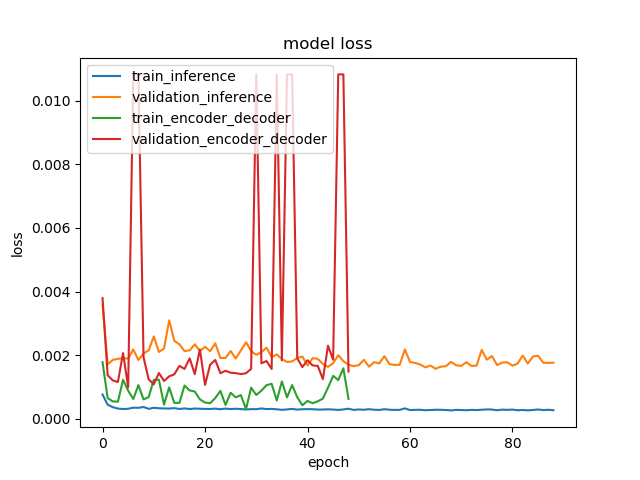 model loss
train_inference
validation_inference
train_encoder_decoder
validation_encoder_decoder
0.010
0.008
0.006
0.004
0.002
0.000
loss
0 20 40 60 80
epoch